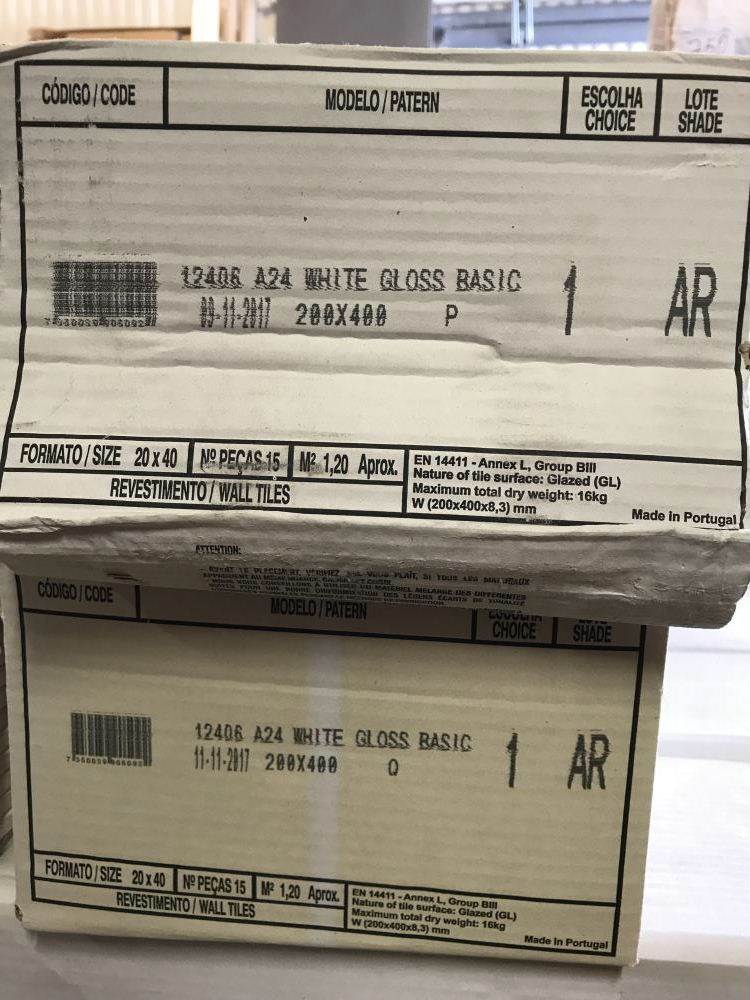 CÓDIGO / CODE
MODELO / PATERN
ESCOLHA
CHOICE
LOTE
SHADE
12406 A24 WHITE GLOSS BASIC
09-11-2017 200X400 P
1
AR
FORMATO / SIZE 20 x 40
Nº PEÇAS 15
M² 1,20 Aprox.
REVESTIMENTO / WALL TILES
EN 14411 - Annex L, Group BIII
Nature of tile surface: Glazed (GL)
Maximum total dry weight: 16kg
W (200x400x8,3) mm
Made in Portugal
ATTENTION:
CÓDIGO / CODE
MODELO / PATERN
CHOICE
SHADE
12406 A24 WHITE GLOSS BASIC
11-11-2017 200X400 Q
1
AR
FORMATO / SIZE 20 x 40
Nº PEÇAS 15
M² 1,20 Aprox.
REVESTIMENTO / WALL TILES
EN 14411 - Annex L, Group BIII
Nature of tile surface: Glazed (GL)
Maximum total dry weight: 16kg
W (200x400x8,3) mm
Made in Portugal